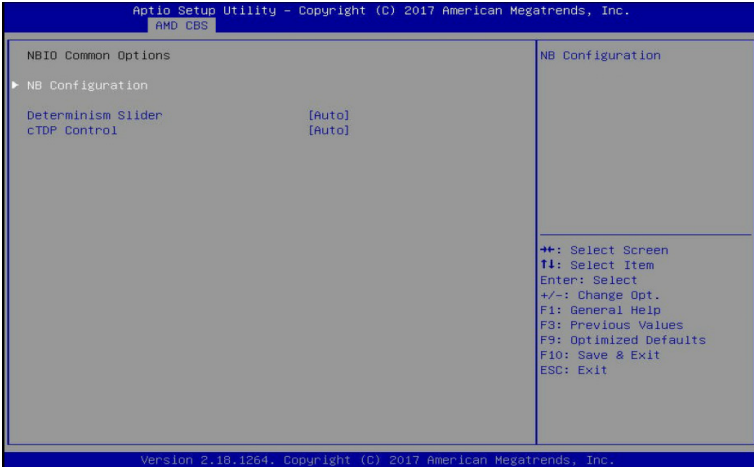 Aptio Setup Utility – Copyright (C) 2017 American Megatrends, Inc.
AMD CBS
NBIO Common Options
NB Configuration
Determinism Slider [Auto]
cTDP Control [Auto]
NB Configuration
→←: Select Screen
↑↓: Select Item
Enter: Select
+/-: Change Opt.
F1: General Help
F3: Previous Values
F9: Optimized Defaults
F10: Save & Exit
ESC: Exit
Version 2.18.1264. Copyright (C) 2017 American Megatrends, Inc.